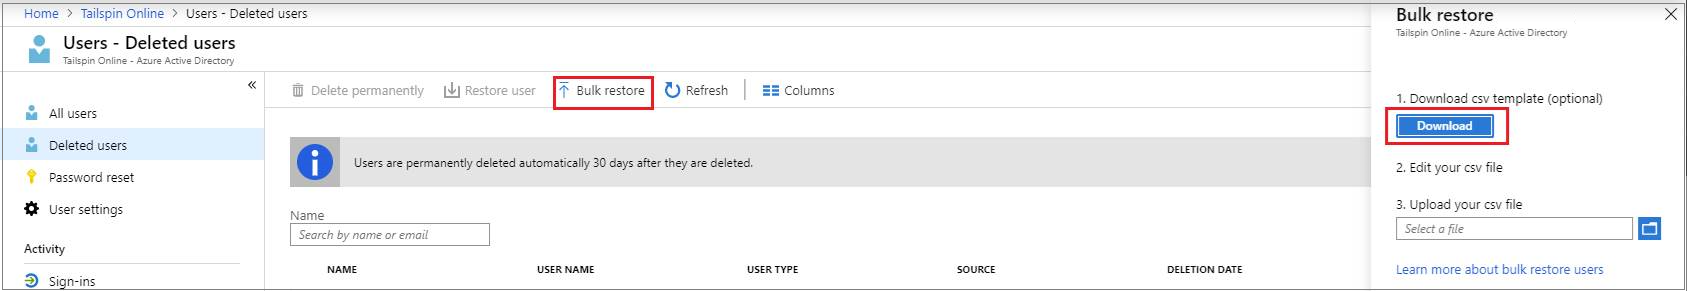 Home > Tailspin Online > Users - Deleted users
Users - Deleted users
Tailspin Online - Azure Active Directory
«
All users
Deleted users
Password reset
User settings
Activity
Sign-ins
Delete permanently Restore user Bulk restore Refresh Columns
Users are permanently deleted automatically 30 days after they are deleted.
Name
Search by name or email
NAME USER NAME USER TYPE SOURCE DELETION DATE
Bulk restore
Tailspin Online - Azure Active Directory
1. Download csv template (optional)
Download
2. Edit your csv file
3. Upload your csv file
Select a file
Learn more about bulk restore users